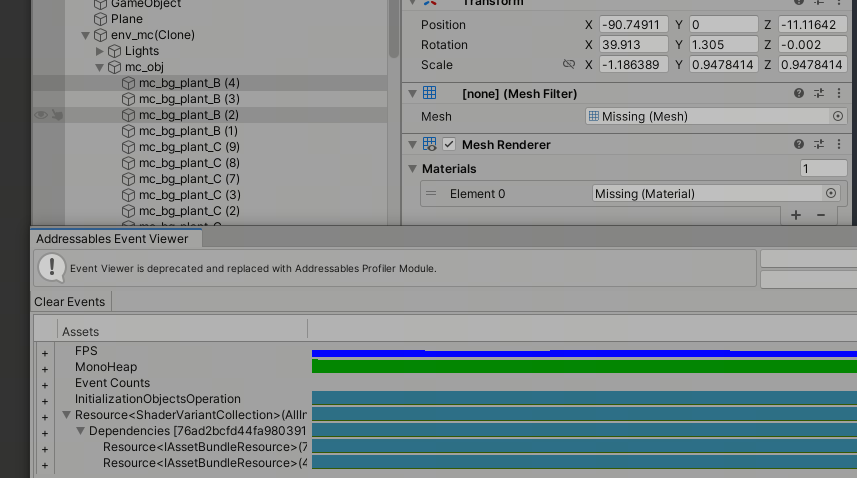 GameObject
Transform
Plane
Position X -90.74911 Y 0 Z -11.11642
env_mc(Clone)
Rotation X 39.913 Y 1.305 Z -0.002
Lights
Scale X -1.186389 Y 0.9478414 Z 0.9478414
mc_obj
mc_bg_plant_B (4)
[none] (Mesh Filter)
mc_bg_plant_B (3)
mc_bg_plant_B (2)
Mesh Missing (Mesh)
mc_bg_plant_B (1)
mc_bg_plant_C (9)
Mesh Renderer
mc_bg_plant_C (8)
Materials 1
mc_bg_plant_C (7)
mc_bg_plant_C (3)
Element 0 Missing (Material)
mc_bg_plant_C (2)
Addressables Event Viewer
Event Viewer is deprecated and replaced with Addressables Profiler Module.
Clear Events
Assets
+ FPS
+ MonoHeap
+ Event Counts
+ InitializationObjectsOperation
+ Resource<ShaderVariantCollection>(AllIn
+ Dependencies [76ad2bcfd44fa980391
+ Resource<IAssetBundleResource>(7
+ Resource<IAssetBundleResource>(4